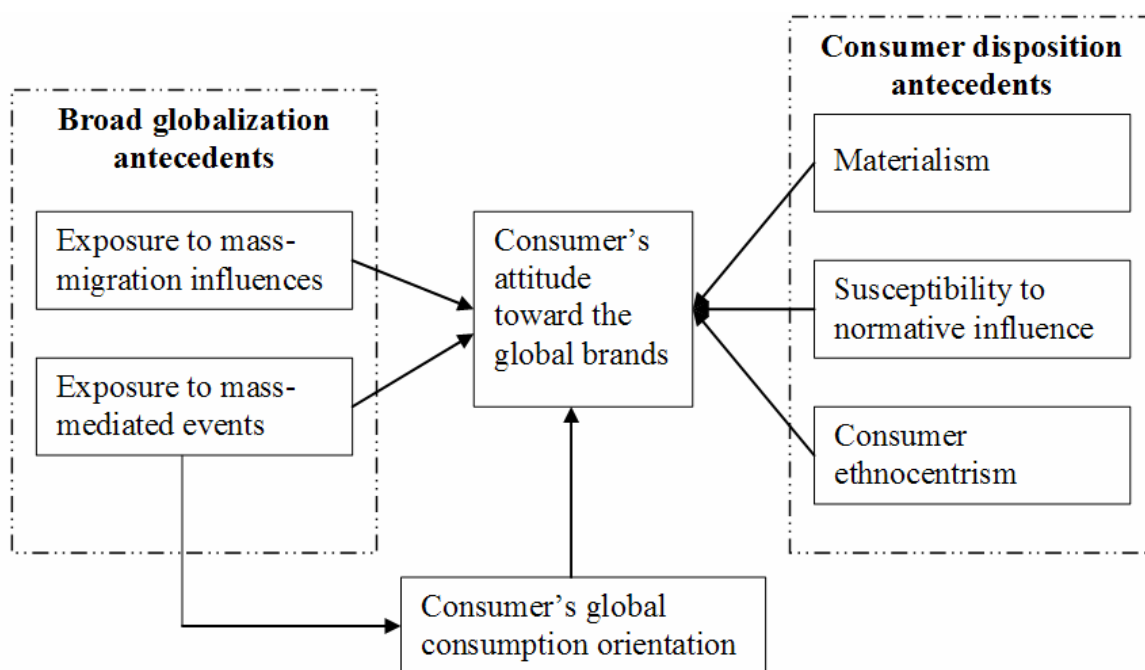 Broad globalization
antecedents
Exposure to mass-
migration influences
Exposure to mass-
mediated events
Consumer’s
attitude
toward the
global brands
Consumer’s global
consumption orientation
Consumer disposition
antecedents
Materialism
Susceptibility to
normative influence
Consumer
ethnocentrism